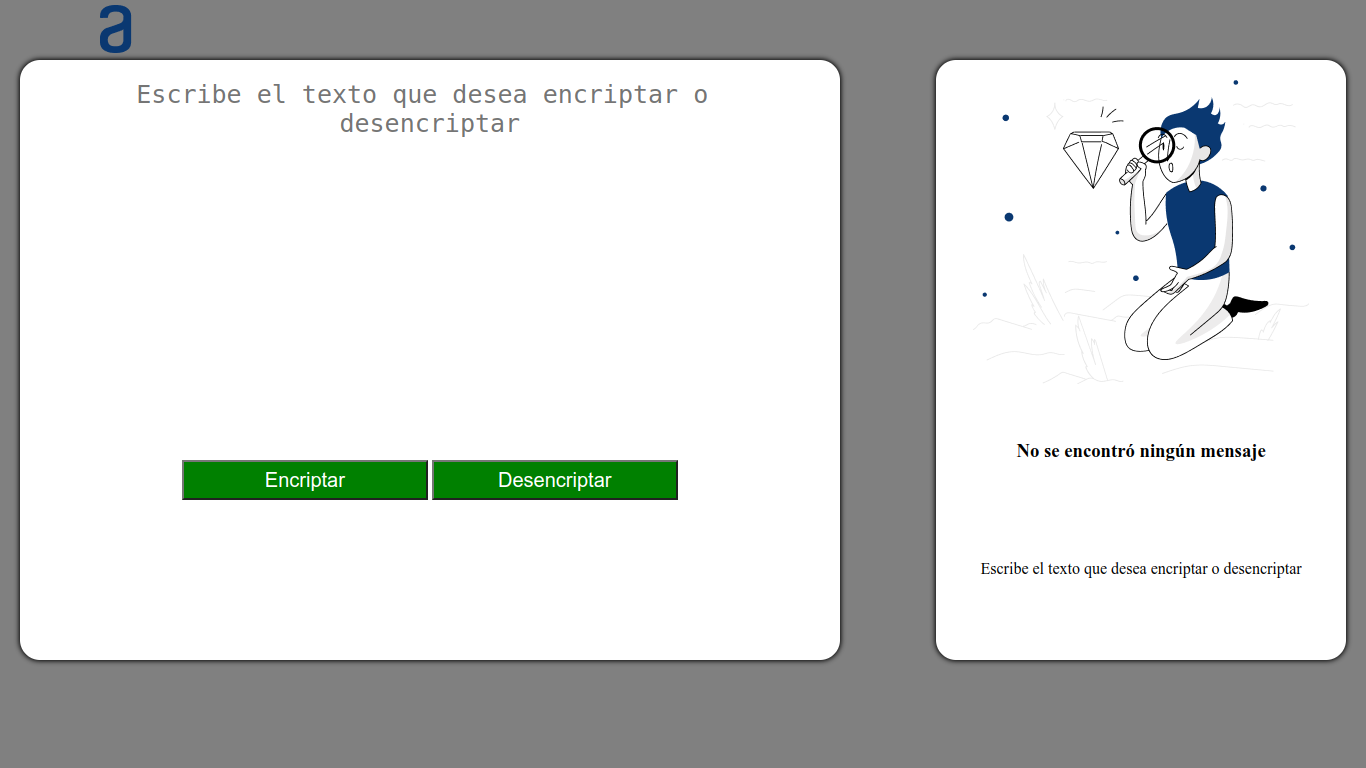 a
Escribe el texto que desea encriptar o
desencriptar
Encriptar
Desencriptar
No se encontró ningún mensaje
Escribe el texto que desea encriptar o desencriptar